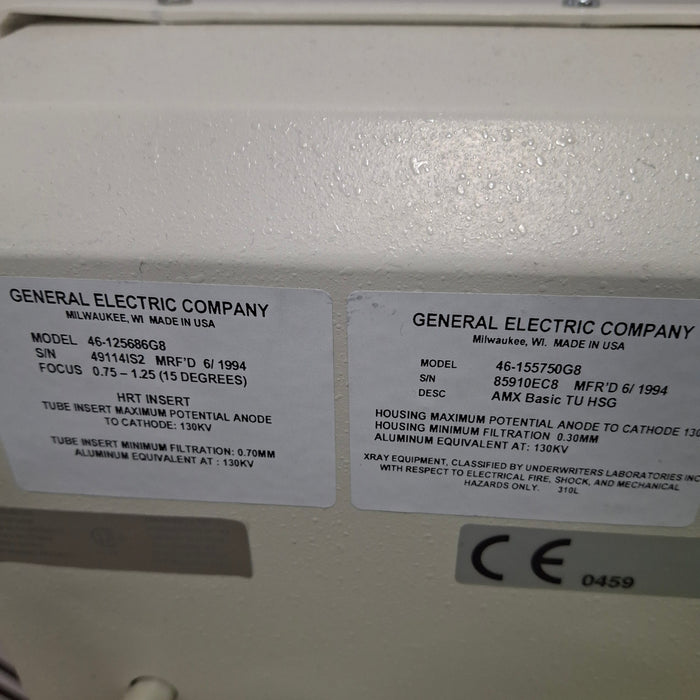 GENERAL ELECTRIC COMPANY
MILWAUKEE, WI MADE IN USA
MODEL 46-125686G8
S/N 49114IS2 MRF'D 6/ 1994
FOCUS 0.75 – 1.25 (15 DEGREES)
HRT INSERT
TUBE INSERT MAXIMUM POTENTIAL ANODE
TO CATHODE: 130KV
TUBE INSERT MINIMUM FILTRATION: 0.70MM
ALUMINUM EQUIVALENT AT : 130KV
GENERAL ELECTRIC COMPANY
Milwaukee, WI. MADE IN USA
MODEL 46-155750G8
S/N 85910EC8 MFR'D 6/ 1994
DESC AMX Basic TU HSG
HOUSING MAXIMUM POTENTIAL ANODE TO CATHODE 130
HOUSING MINIMUM FILTRATION 0.30MM
ALUMINUM EQUIVALENT AT: 130KV
XRAY EQUIPMENT, CLASSIFIED BY UNDERWRITERS LABORATORIES INC
WITH RESPECT TO ELECTRICAL FIRE, SHOCK, AND MECHANICAL
HAZARDS ONLY. 310L
CE 0459